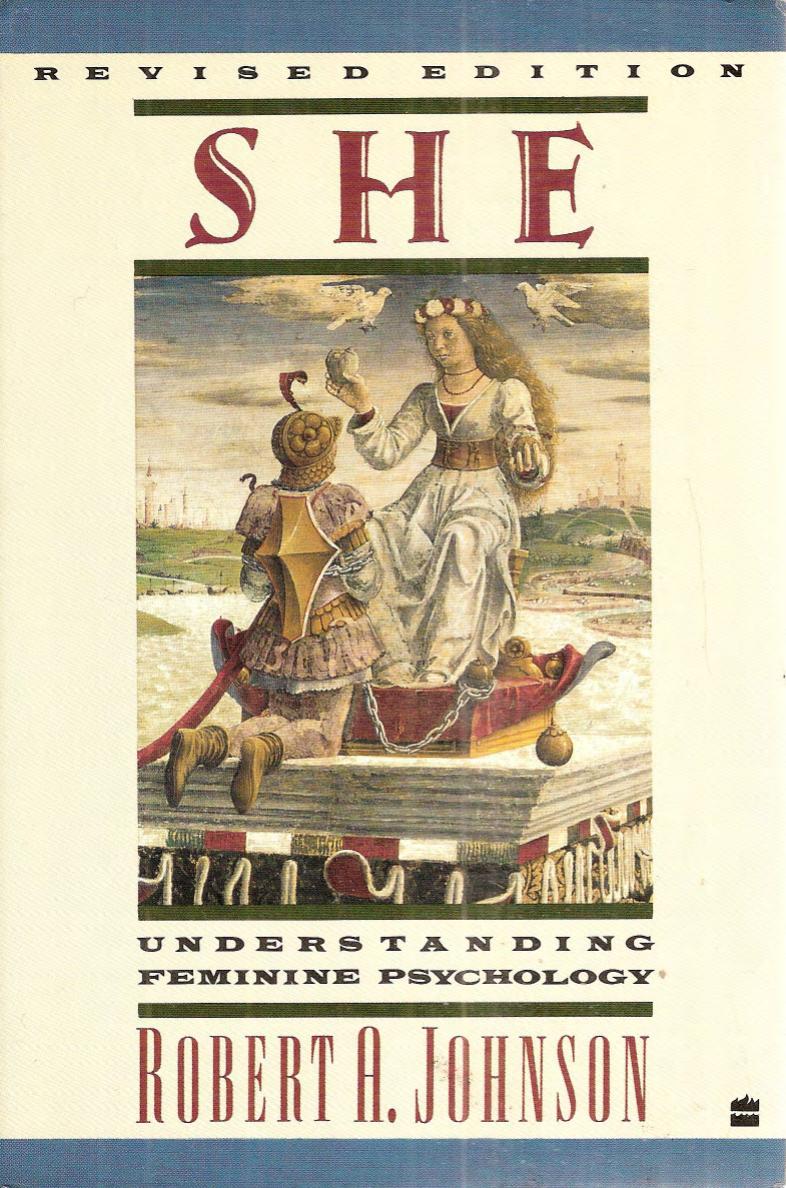 REVISED EDITION
SHE
UNDERSTANDING
FEMININE PSYCHOLOGY
ROBERT A. JOHNSON